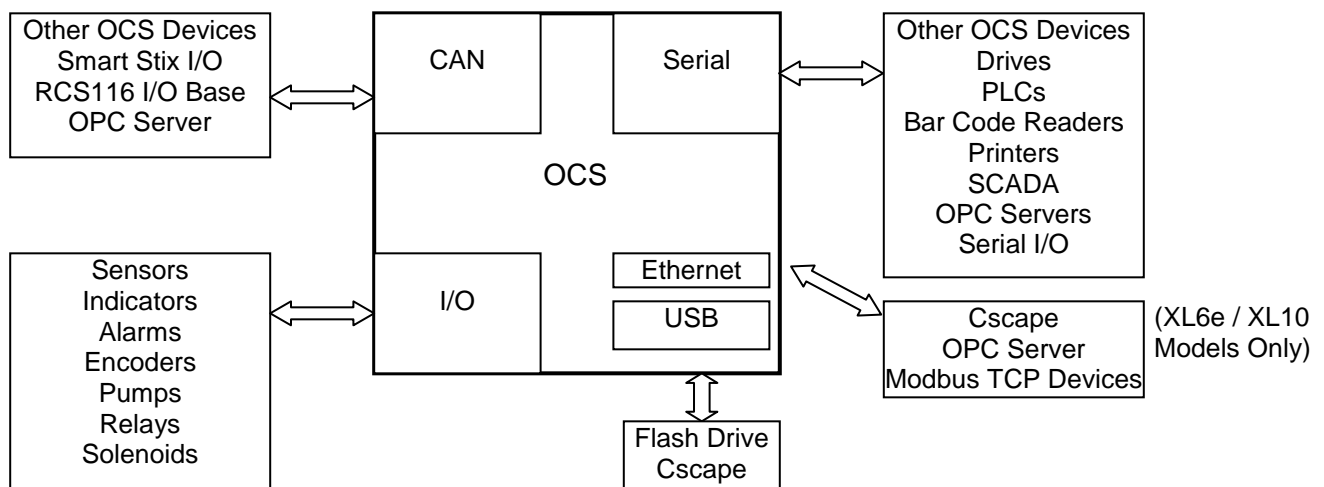 Other OCS Devices
Smart Stix I/O
RCS116 I/O Base
OPC Server
CAN
Serial
OCS
I/O
Ethernet
USB
Other OCS Devices
Drives
PLCs
Bar Code Readers
Printers
SCADA
OPC Servers
Serial I/O
Sensors
Indicators
Alarms
Encoders
Pumps
Relays
Solenoids
Cscape
OPC Server
Modbus TCP Devices
(XL6e / XL10
Models Only)
Flash Drive
Cscape